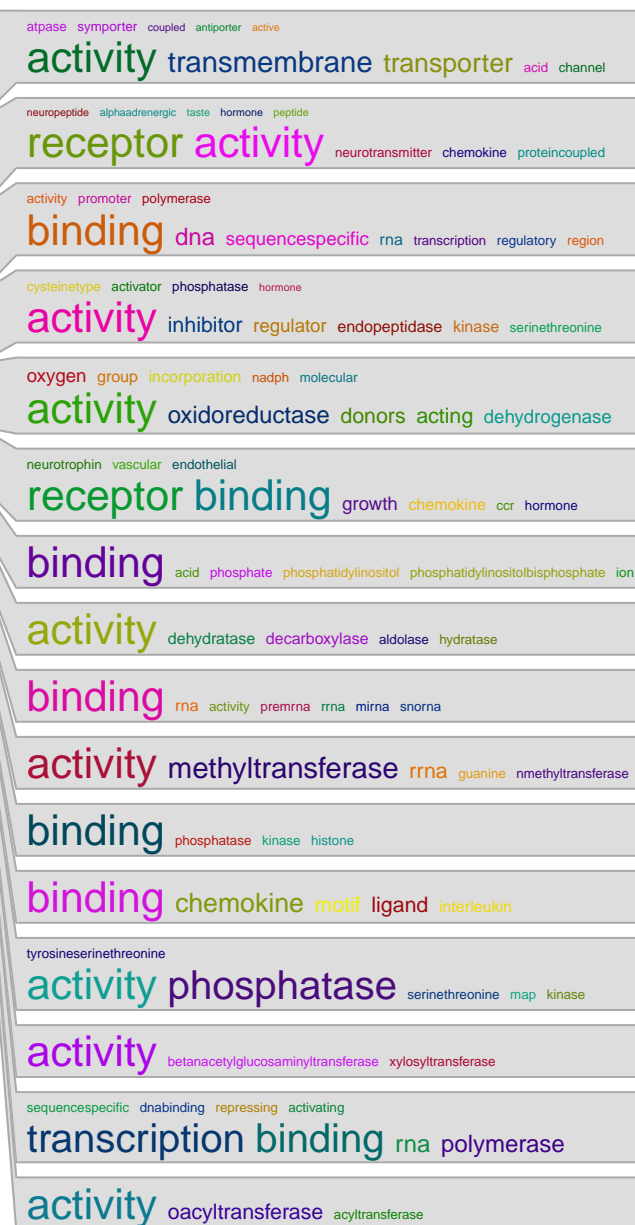 atpase symporter coupled antiporter active
activity transmembrane transporter acid channel
neuropeptide alphaadrenergic taste hormone peptide
receptor activity neurotransmitter chemokine proteincoupled
activity promoter polymerase
binding dna sequencespecific rna transcription regulatory region
cysteinetype activator phosphatase hormone
activity inhibitor regulator endopeptidase kinase serinethreonine
oxygen group incorporation nadph molecular
activity oxidoreductase donors acting dehydrogenase
neurotrophin vascular endothelial
receptor binding growth chemokine ccr hormone
binding acid phosphate phosphatidylinositol phosphatidylinositolbisphosphate ion
activity dehydratase decarboxylase aldolase hydratase
binding rna activity premrna rrna mirna snorna
activity methyltransferase rrna guanine nmethyltransferase
binding phosphatase kinase histone
binding chemokine motif ligand interleukin
tyrosineserinethreonine
activity phosphatase serinethreonine map kinase
activity betanacetylglucosaminyltransferase xylosyltransferase
sequencespecific dnabinding repressing activating
transcription binding rna polymerase
activity oacyltransferase acyltransferase